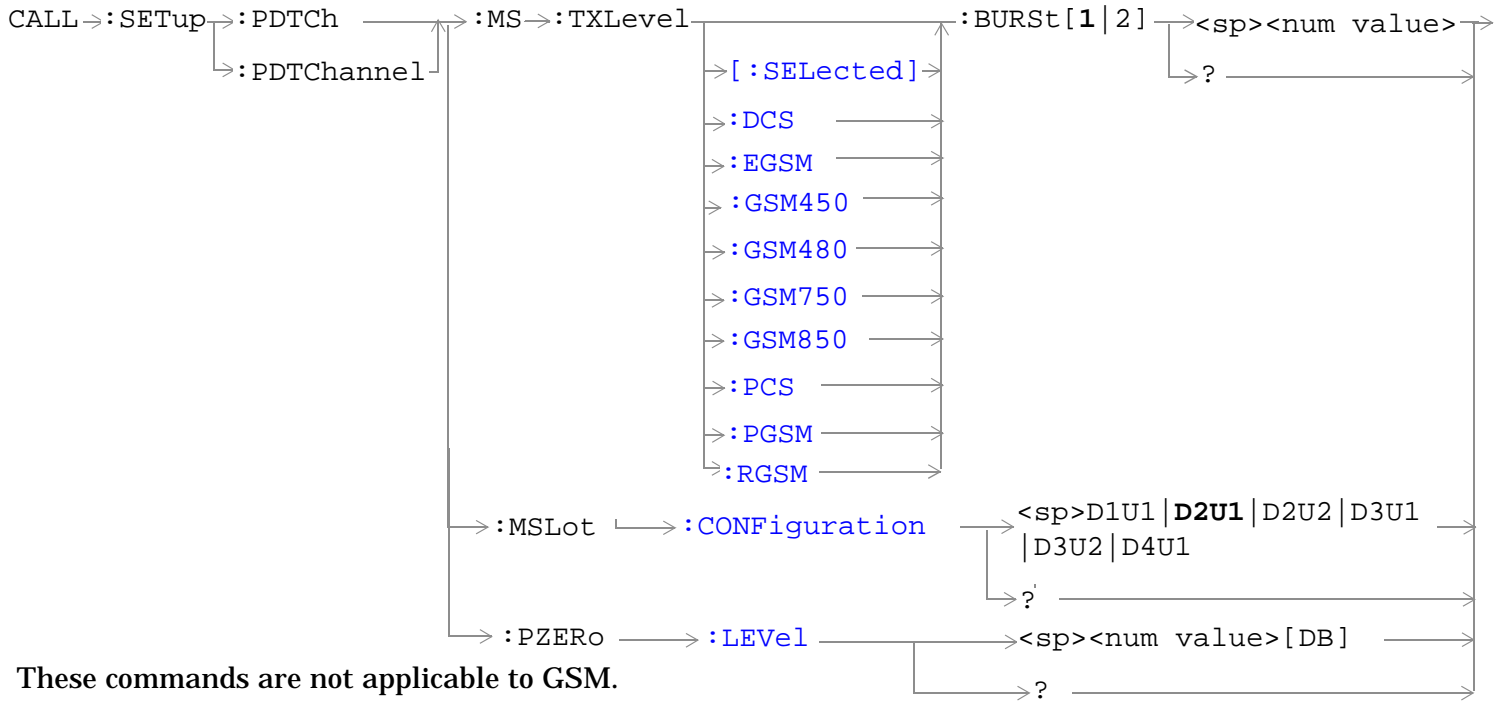 CALL :SETup :PDTCh :MS :TXLevel :BURSt[1|2] <sp><num value>
:PDTChannel [:SELected] ?
:DCS
:EGSM
:GSM450
:GSM480
:GSM750
:GSM850
:PCS
:PGSM
:RGSM
:MSLot :CONFiguration <sp>D1U1|D2U1|D2U2|D3U1
|D3U2|D4U1
?
:PZERo :LEVel <sp><num value>[DB]
These commands are not applicable to GSM.
?